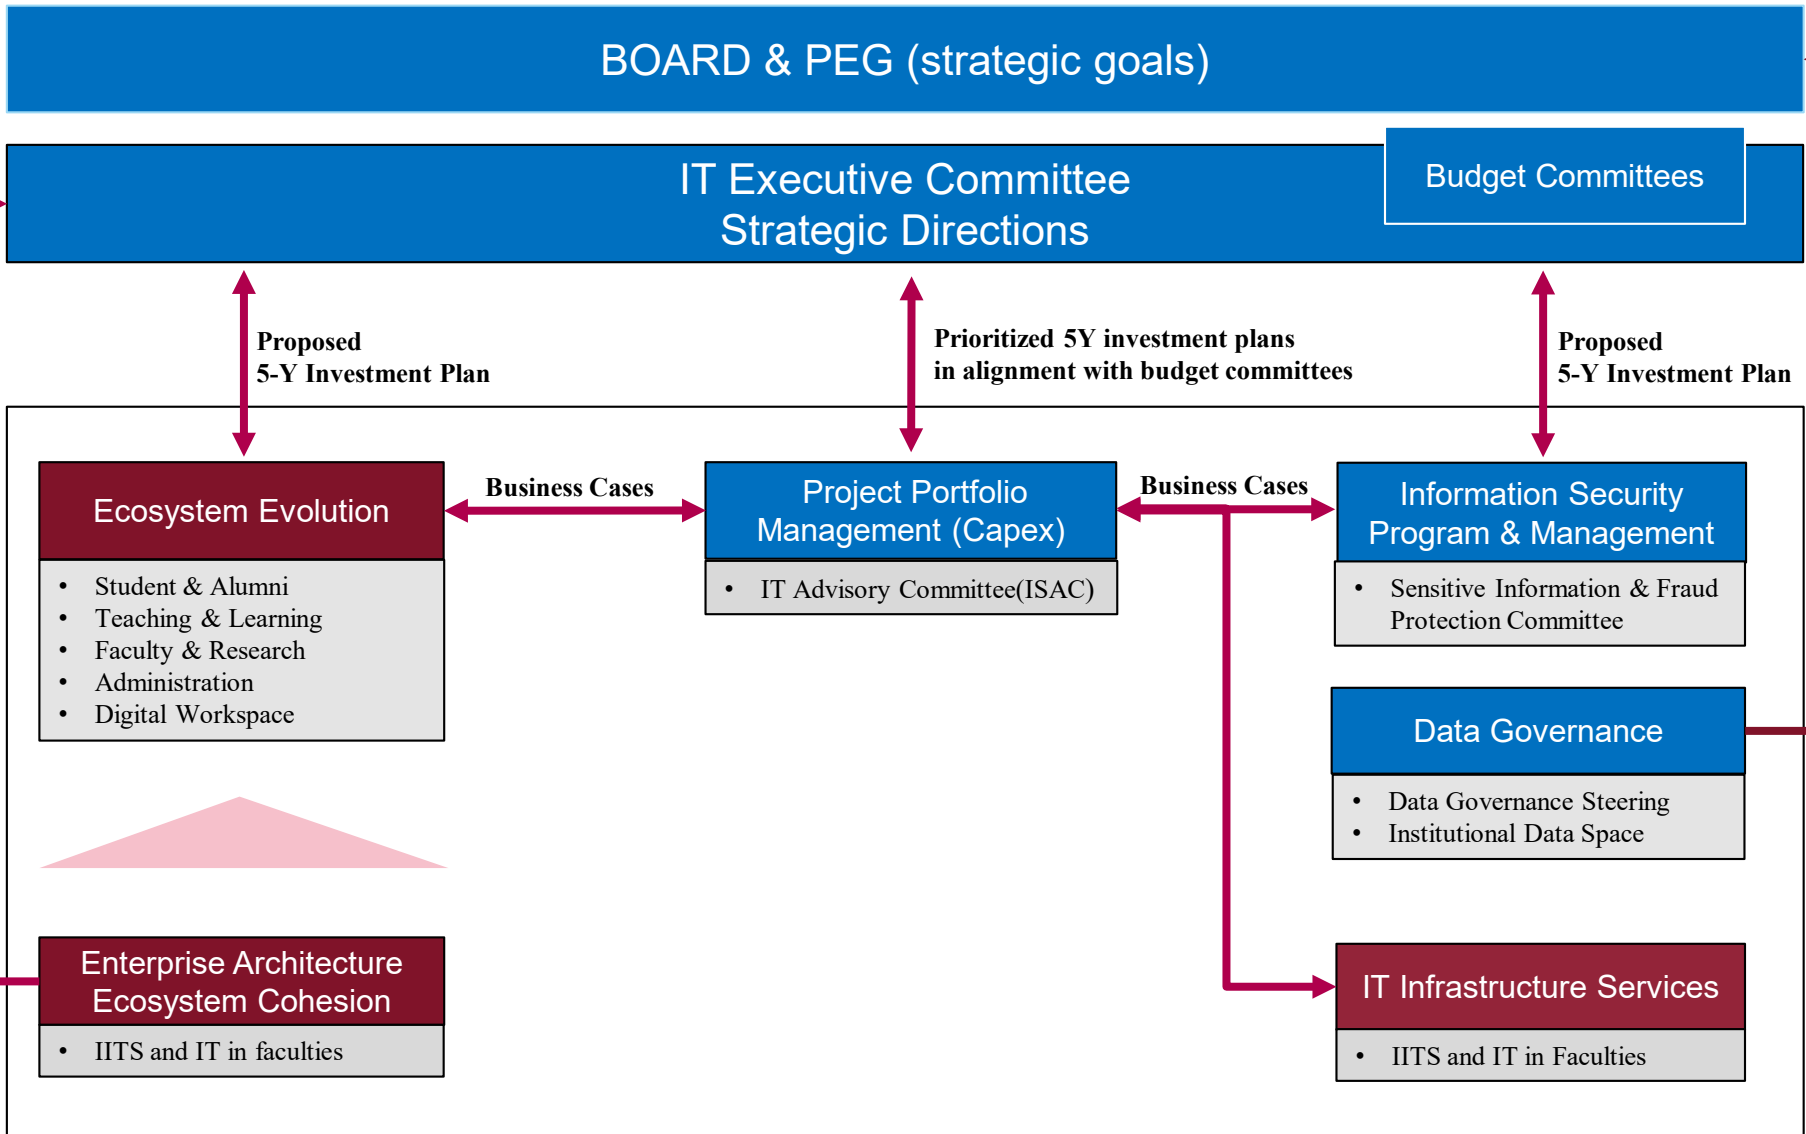 BOARD & PEG (strategic goals)
IT Executive Committee
Strategic Directions
Budget Committees
Proposed
5-Y Investment Plan
Prioritized 5Y investment plans
in alignment with budget committees
Proposed
5-Y Investment Plan
Ecosystem Evolution
• Student & Alumni
• Teaching & Learning
• Faculty & Research
• Administration
• Digital Workspace
Business Cases
Project Portfolio
Management (Capex)
• IT Advisory Committee(ISAC)
Business Cases
Information Security
Program & Management
• Sensitive Information & Fraud
Protection Committee
Data Governance
• Data Governance Steering
• Institutional Data Space
Enterprise Architecture
Ecosystem Cohesion
• IITS and IT in faculties
IT Infrastructure Services
• IITS and IT in Faculties